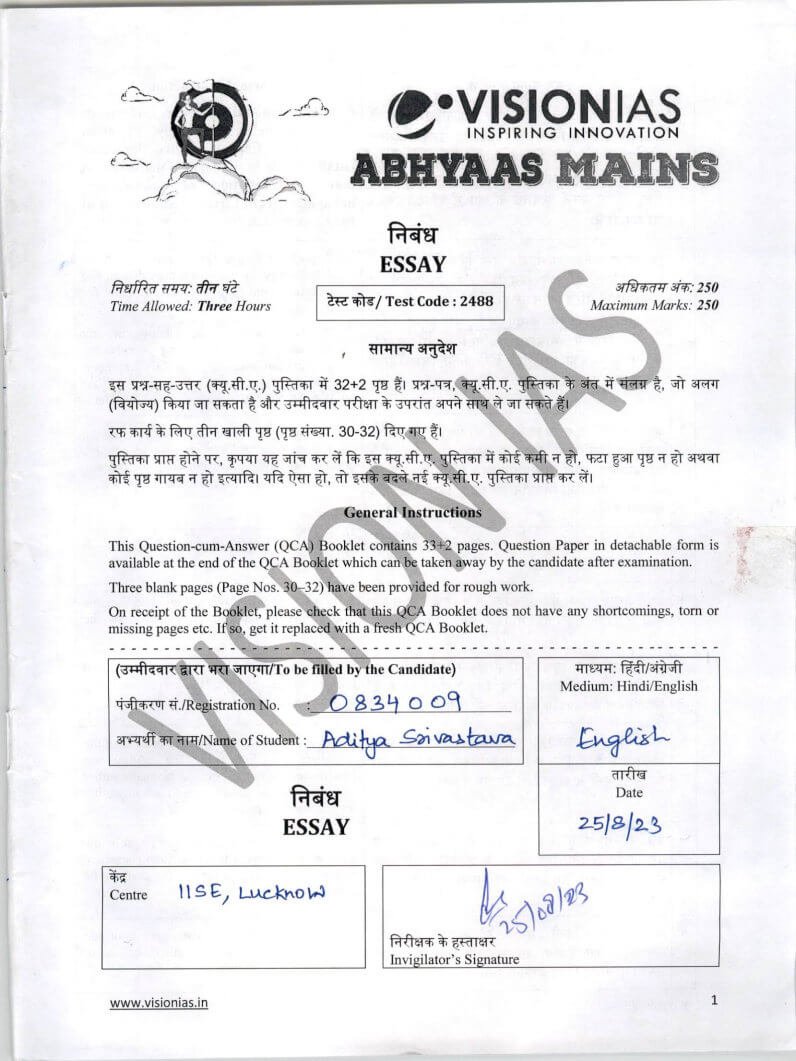 VISIONIAS
INSPIRING INNOVATION
ABHYAAS MAINS
निबंध
ESSAY
निर्धारित समय: तीन घंटे
Time Allowed: Three Hours
टेस्ट कोड/ Test Code : 2488
अधिकतम अंक: 250
Maximum Marks: 250
सामान्य अनुदेश
इस प्रश्न-सह-उत्तर (क्यू.सी.ए.) पुस्तिका में 32+2 पृष्ठ हैं। प्रश्न-पत्र, क्यू.सी.ए. पुस्तिका के अंत में संलग्न है, जो अलग
(वियोज्य) किया जा सकता है और उम्मीदवार परीक्षा के उपरांत अपने साथ ले जा सकते हैं।
रफ कार्य के लिए तीन खाली पृष्ठ (पृष्ठ संख्या. 30-32) दिए गए हैं।
पुस्तिका प्राप्त होने पर, कृपया यह जांच कर लें कि इस क्यू.सी.ए. पुस्तिका में कोई कमी न हो, फटा हुआ पृष्ठ न हो अथवा
कोई पृष्ठ गायब न हो इत्यादि। यदि ऐसा हो, तो इसके बदले नई क्यू.सी.ए. पुस्तिका प्राप्त कर लें।
General Instructions
This Question-cum-Answer (QCA) Booklet contains 33+2 pages. Question Paper in detachable form is
available at the end of the QCA Booklet which can be taken away by the candidate after examination.
Three blank pages (Page Nos. 30–32) have been provided for rough work.
On receipt of the Booklet, please check that this QCA Booklet does not have any shortcomings, torn or
missing pages etc. If so, get it replaced with a fresh QCA Booklet.
(उम्मीदवार द्वारा भरा जाएगा/To be filled by the Candidate)
पंजीकरण सं./Registration No. : 0834009
अभ्यर्थी का नाम/Name of Student : Aditya Srivastava
माध्यम: हिंदी/अंग्रेजी
Medium: Hindi/English
English
तारीख
Date
25/8/23
निबंध
ESSAY
केंद्र
Centre IISE, Lucknow
25/08/23
निरीक्षक के हस्ताक्षर
Invigilator's Signature
www.visionias.in
1
VISION IAS